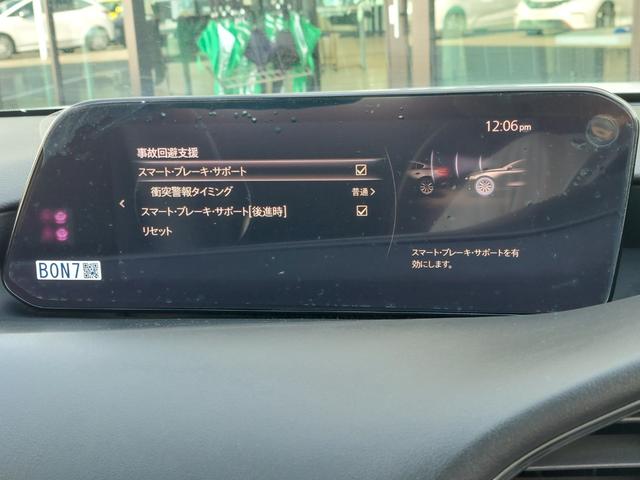 12:06pm
事故回避支援
スマート・ブレーキ・サポート
衝突警報タイミング 普通
スマート・ブレーキ・サポート[後進時]
リセット
スマート・ブレーキ・サポートを有
効にします。
BON7